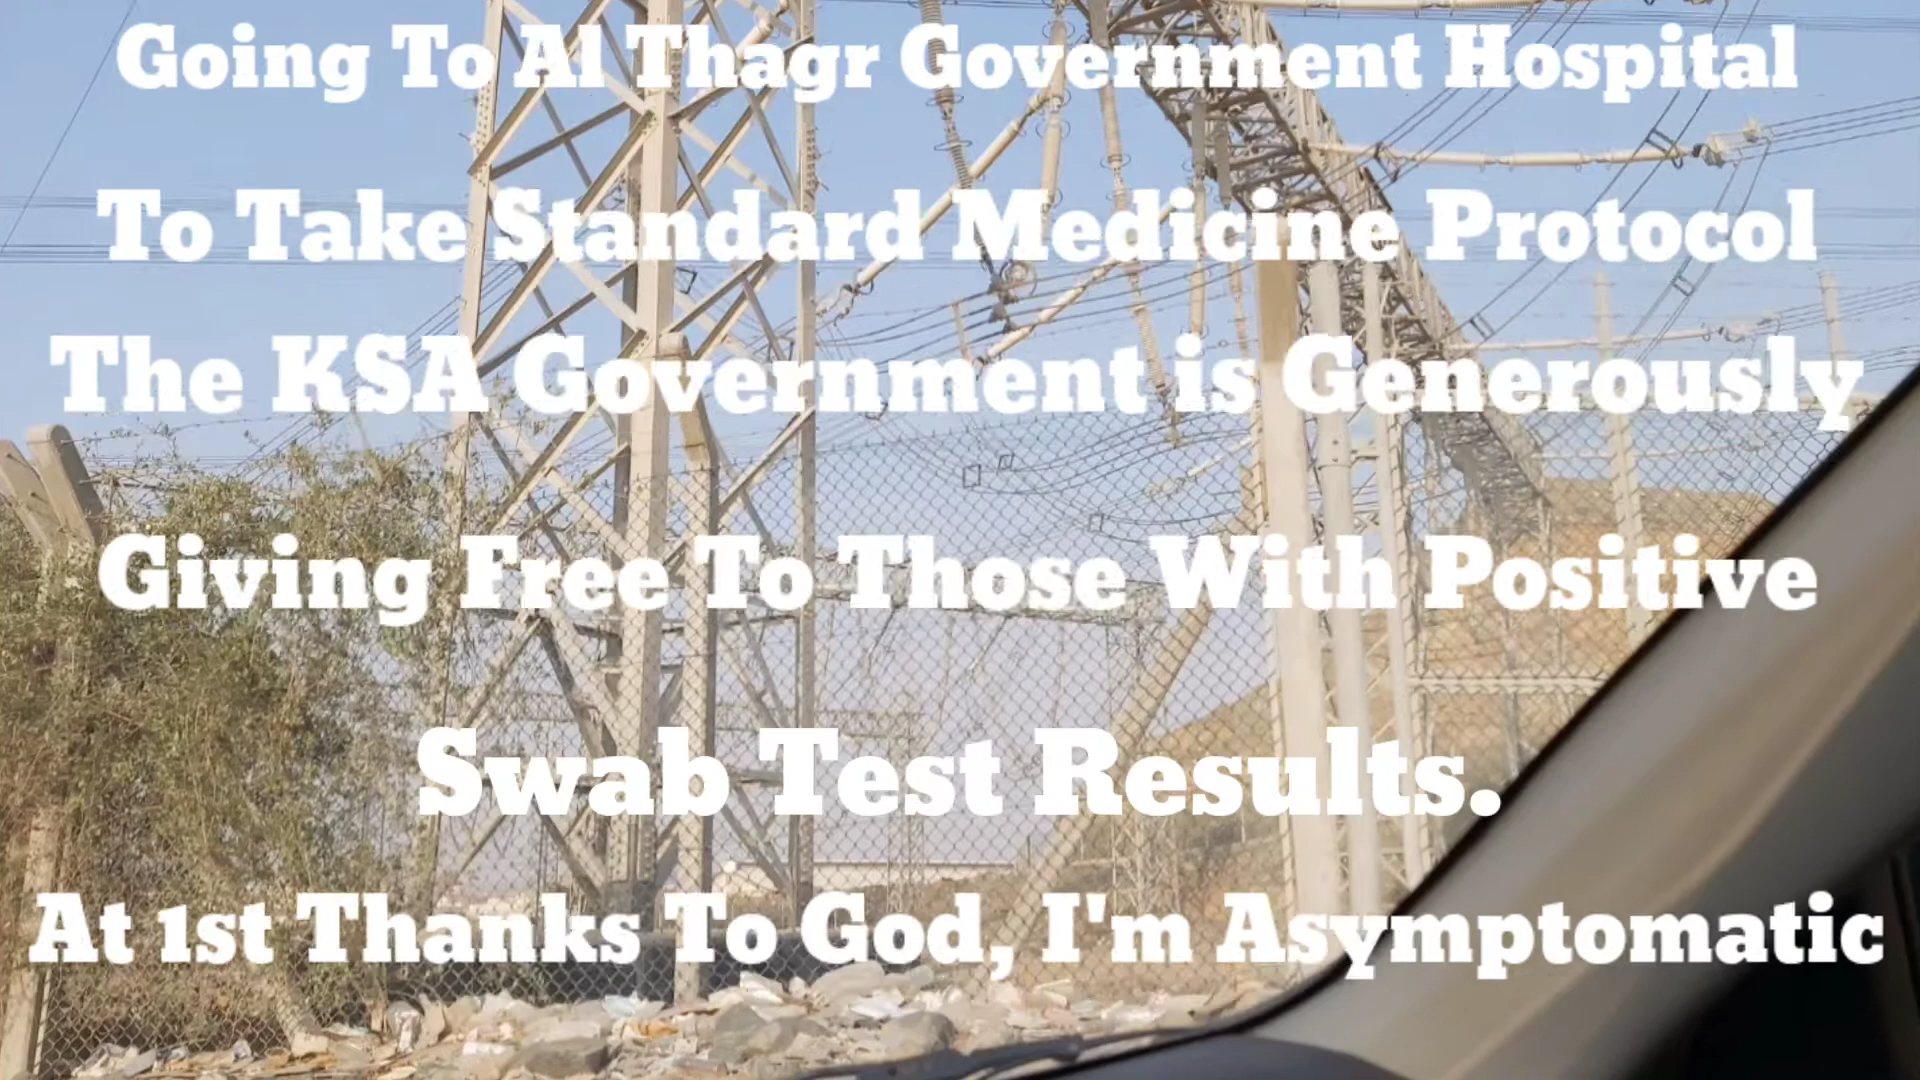 Going To Al Thagr Government Hospital
To Take Standard Medicine Protocol
The KSA Government is Generously
Giving Free To Those With Positive
Swab Test Results.
At 1st Thanks To God, I'm Asymptomatic